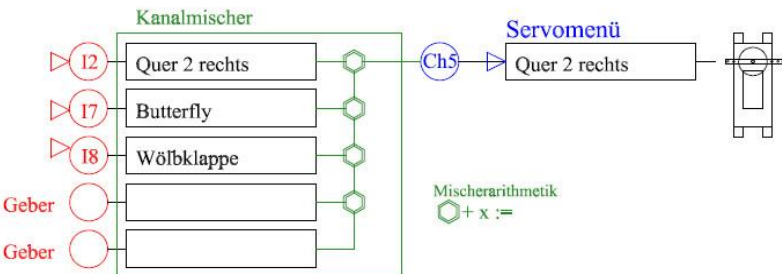 Kanalmischer
Servomenü
I2 Quer 2 rechts Ch5 Quer 2 rechts
I7 Butterfly
I8 Wölbklappe
Mischerarithmetik
Geber + x :=
Geber